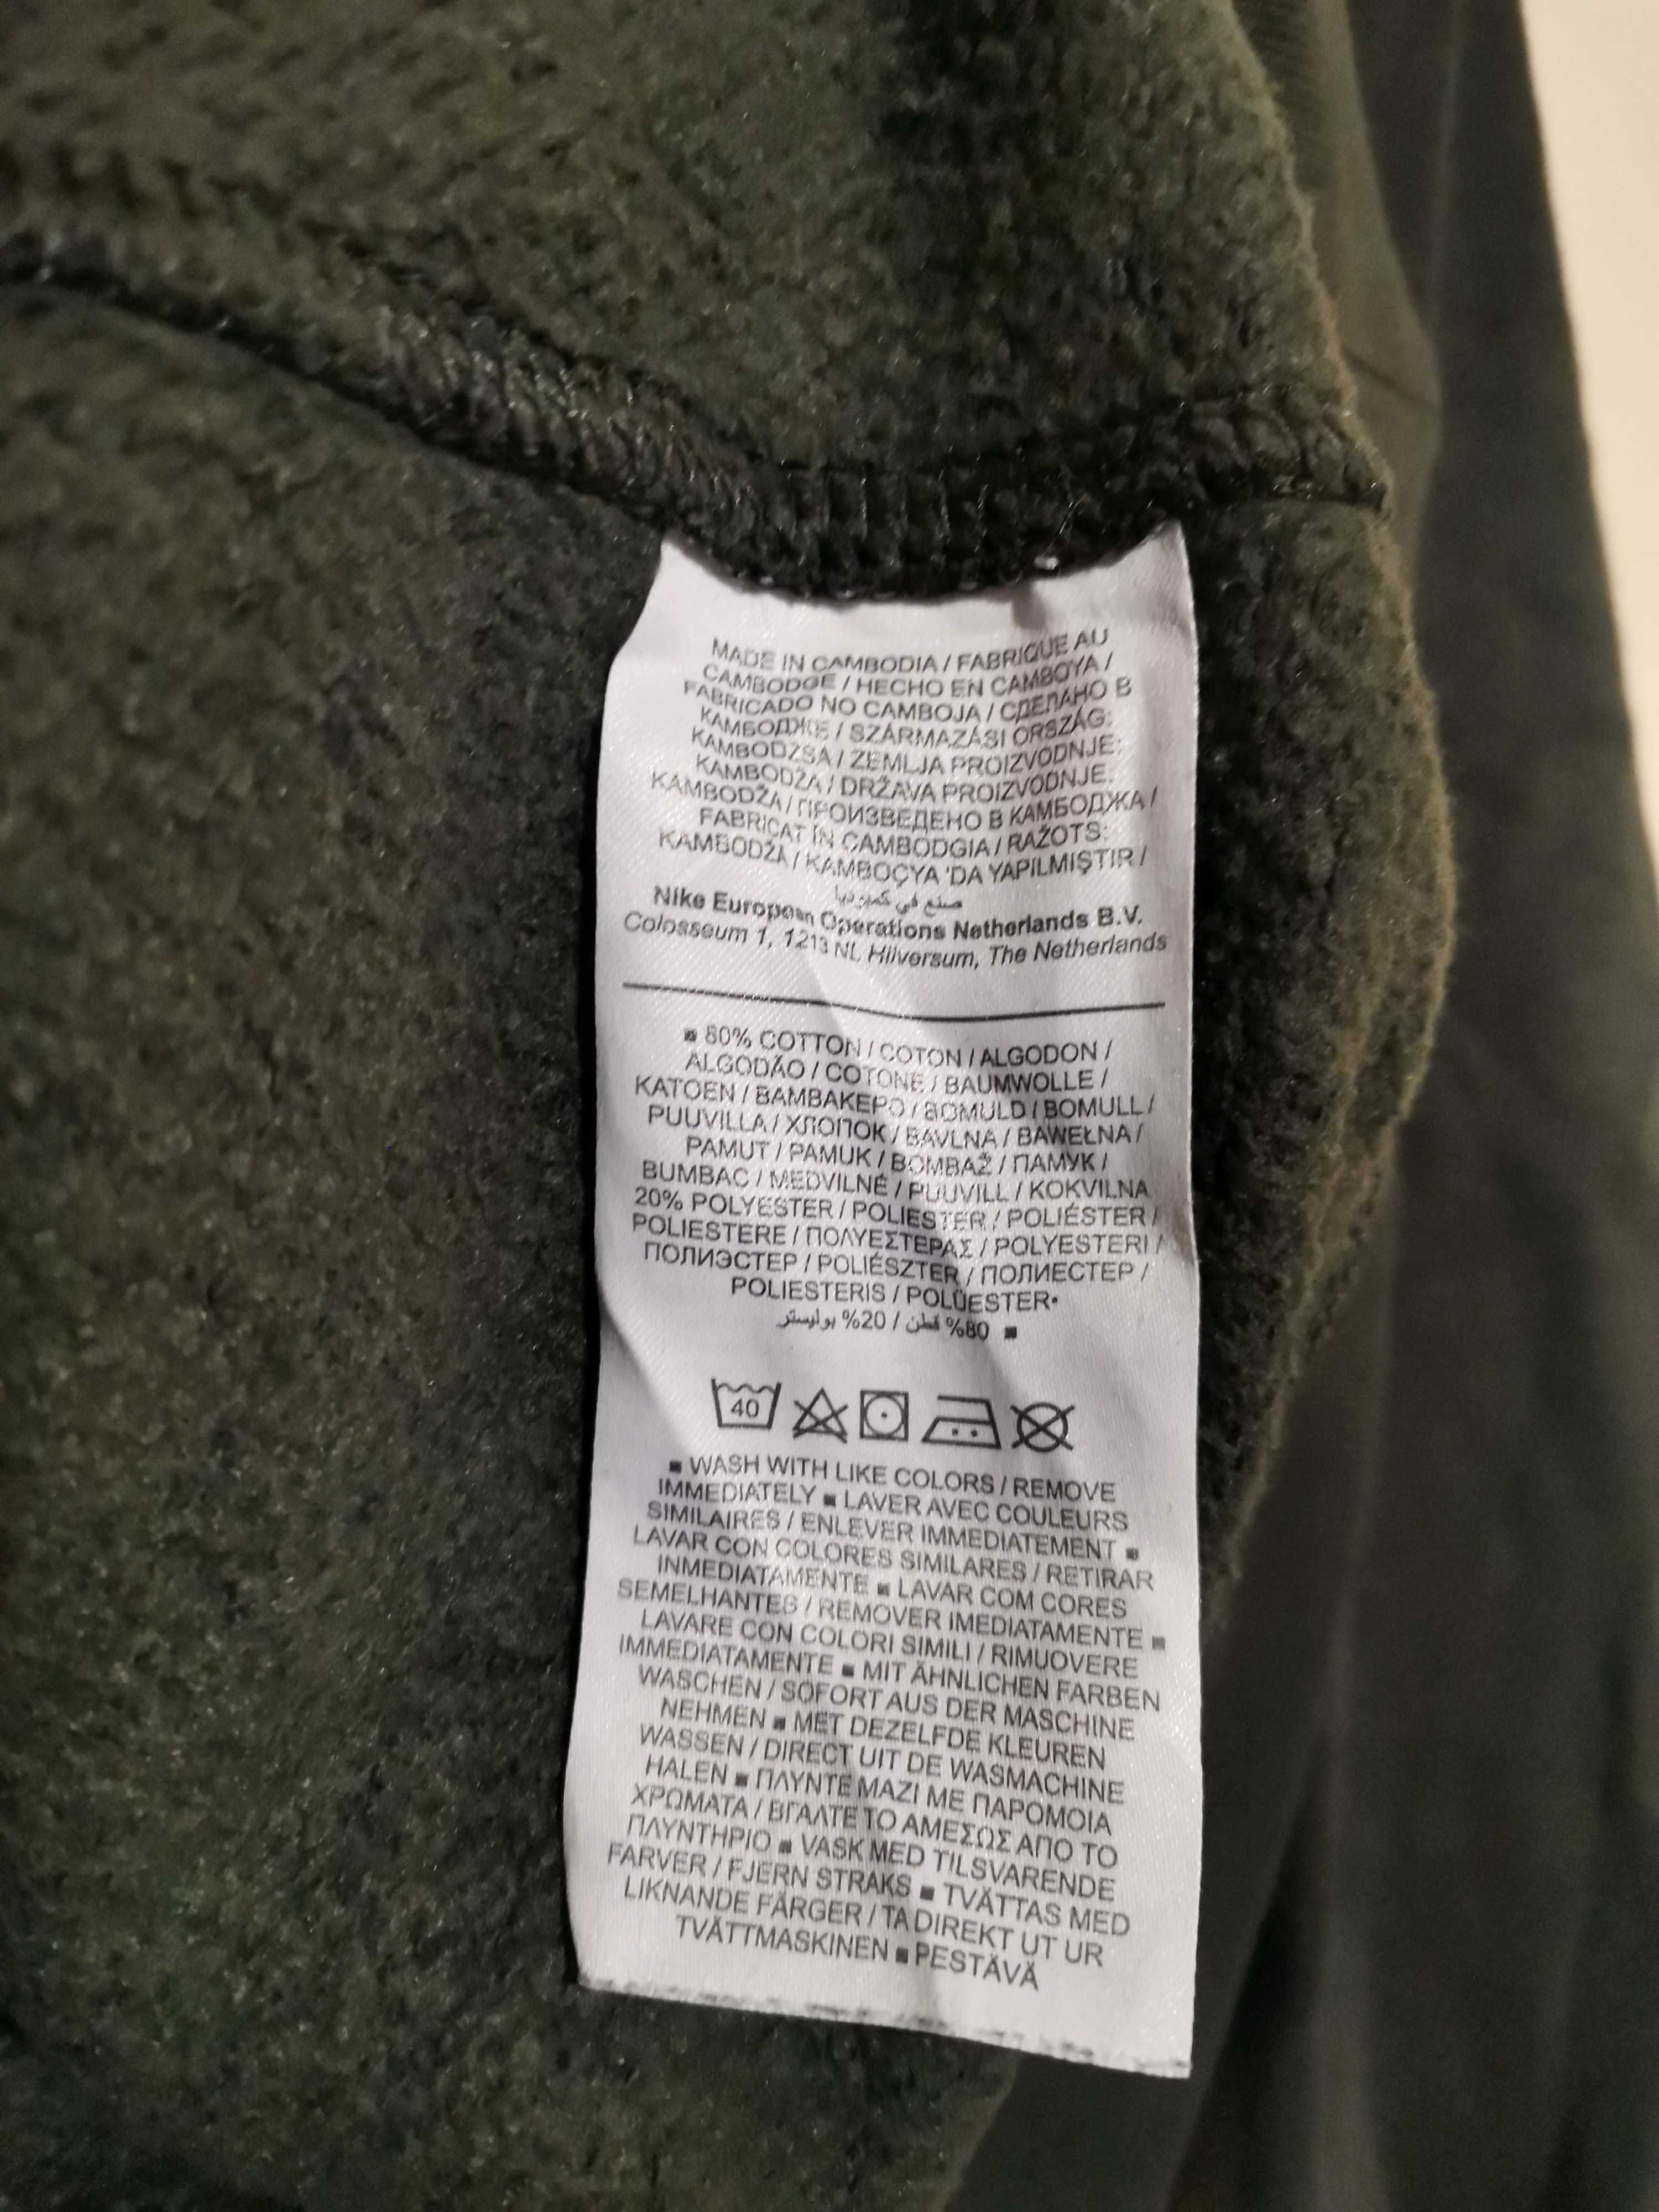 MADE IN CAMBODIA / FABRIQUE AU
CAMBODGE / HECHO EN CAMBOYA /
FABRICADO NO CAMBOJA / СДЕЛАНО В
КАМБОДЖЕ / SZÁRMAZÁSI ORSZÁG:
KAMBODZSA / ZEMLJA PROIZVODNJE:
KAMBODŽA / DRŽAVA PROIZVODNJE:
KAMBODŽA / ПРОИЗВЕДЕНО В КАМБОДЖА /
FABRICAT ÎN CAMBODGIA / RAŽOTS:
KAMBODŽA / KAMBOÇYA 'DA YAPILMIŞTIR /
صنع في كمبوديا
Nike European Operations Netherlands B.V.
Colosseum 1, 1213 NL Hilversum, The Netherlands
▪ 80% COTTON / COTON / ALGODON /
ALGODÃO / COTONE / BAUMWOLLE /
KATOEN / ΒΑΜΒΑΚΕΡΟ / BOMULD / BOMULL /
PUUVILLA / ХЛОПОК / BAVLNA / BAWEŁNA /
PAMUT / PAMUK / BOMBAŽ / ПАМУК /
BUMBAC / MEDVILNĖ / PUUVILL / KOKVILNA
20% POLYESTER / POLIESTER / POLIÉSTER /
POLIESTERE / ΠΟΛΥΕΣΤΕΡΑΣ / POLYESTERI /
ПОЛИЭСТЕР / POLIÉSZTER / ПОЛИЕСТЕР /
POLIESTERIS / POLÜESTER▪
80% قطن / 20% بوليستر ▪
40
▪ WASH WITH LIKE COLORS / REMOVE
IMMEDIATELY ▪ LAVER AVEC COULEURS
SIMILAIRES / ENLEVER IMMEDIATEMENT ▪
LAVAR CON COLORES SIMILARES / RETIRAR
INMEDIATAMENTE ▪ LAVAR COM CORES
SEMELHANTES / REMOVER IMEDIATAMENTE ▪
LAVARE CON COLORI SIMILI / RIMUOVERE
IMMEDIATAMENTE ▪ MIT ÄHNLICHEN FARBEN
WASCHEN / SOFORT AUS DER MASCHINE
NEHMEN ▪ MET DEZELFDE KLEUREN
WASSEN / DIRECT UIT DE WASMACHINE
HALEN ▪ ΠΛΥΝΤΕ ΜΑΖΙ ΜΕ ΠΑΡΟΜΟΙΑ
ΧΡΩΜΑΤΑ / ΒΓΑΛΤΕ ΤΟ ΑΜΕΣΩΣ ΑΠΟ ΤΟ
ΠΛΥΝΤΗΡΙΟ ▪ VASK MED TILSVARENDE
FARVER / FJERN STRAKS ▪ TVÄTTAS MED
LIKNANDE FÄRGER / TA DIREKT UT UR
TVÄTTMASKINEN ▪ PESTÄVÄ